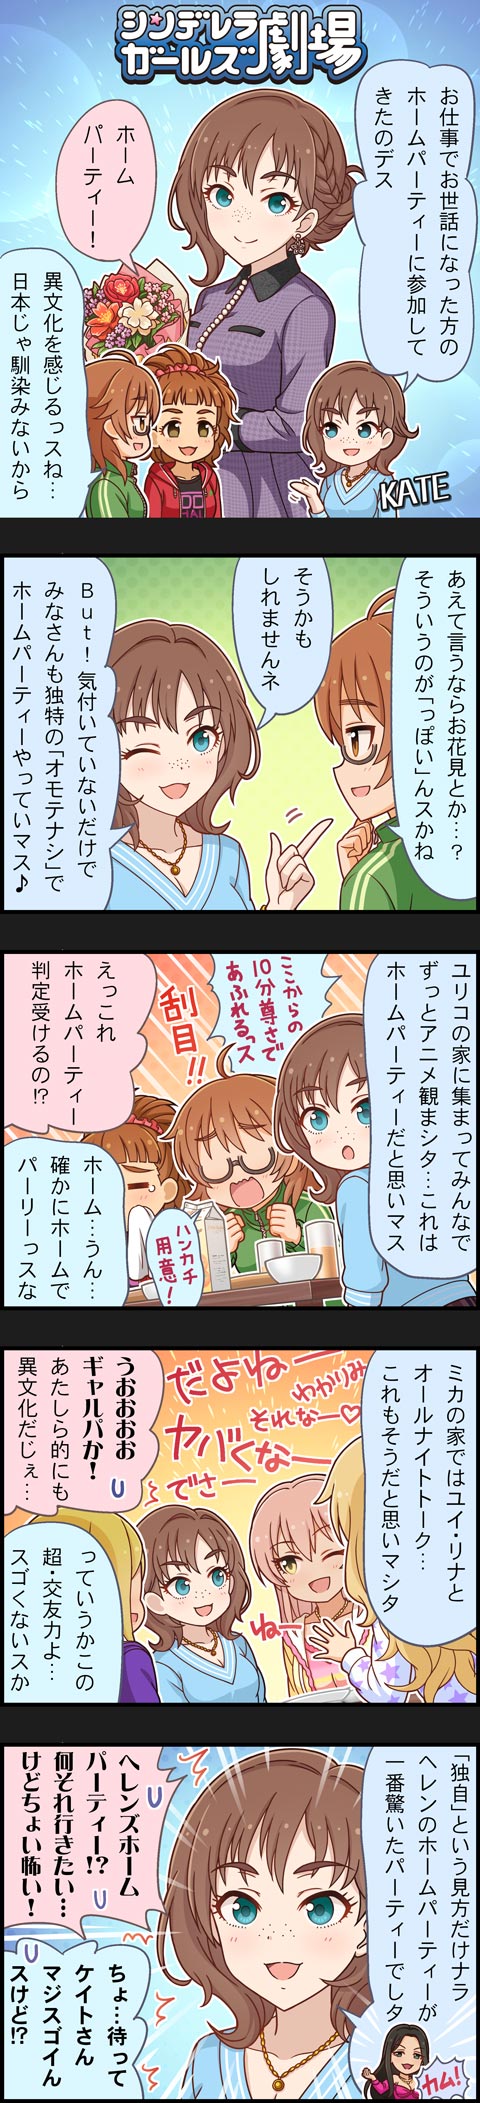 シンデレラ
ガールズ劇場
お仕事でお世話になった方の
ホームパーティーに参加して
きたのデス
ホーム
パーティー！
異文化を感じるっスね…
日本じゃ馴染みないから
KATE
あえて言うならお花見とか…？
そういうのが「っぽい」んスかね
そうかも
しれませんネ
But！気付いていないだけで
みなさんも独特の「オモテナシ」で
ホームパーティーやっていマス♪
ユリコの家に集まってみんなで
ずっとアニメ観まシタ…これは
ホームパーティーだと思いマス
ここからの
10分尊さで
あふれるっス
刮目！！
えっこれ
ホームパーティー
判定受けるの！？
ハンカチ
用意！
ホーム…うん…
確かにホームで
パーリーっスな
ミカの家ではユイ・リナと
オールナイトトーク…
これもそうだと思いマシタ
わかりみ
それなー♡
だよねー
ヤバくなー
でさー
ねー
うおおおお
ギャルパか！
あたしら的にも
異文化だじぇ…
っていうかこの
超・交友力よ…
スゴくないスか
「独自」という見方だけナラ
ヘレンのホームパーティーが
一番驚いたパーティーでしタ
カム！
ヘレンズホーム
パーティー！？
何それ行きたい…
けどちょい怖い！
ちょ…待って
ケイトさん
マジスゴイん
スけど！？